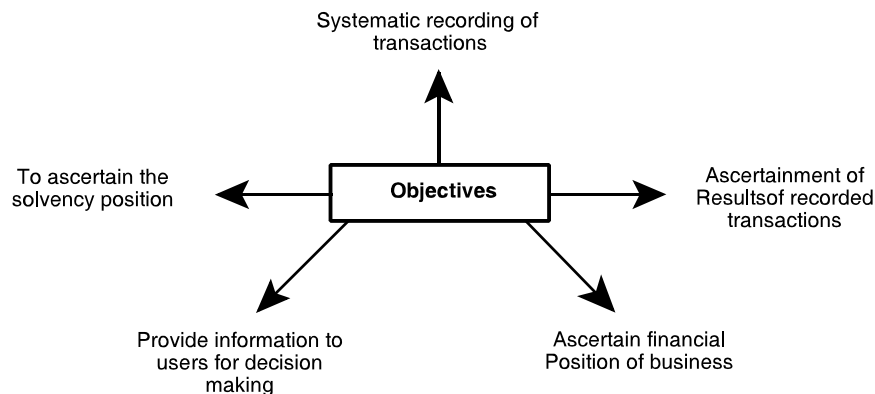 Systematic recording of
transactions
To ascertain the
solvency position
Objectives
Ascertainment of
Resultsof recorded
transactions
Provide information to
users for decision
making
Ascertain financial
Position of business